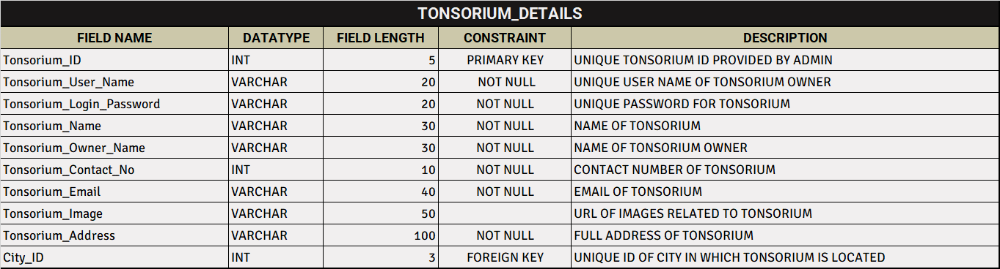 TONSORIUM_DETAILS
FIELD NAME DATATYPE FIELD LENGTH CONSTRAINT DESCRIPTION
Tonsorium_ID INT 5 PRIMARY KEY UNIQUE TONSORIUM ID PROVIDED BY ADMIN
Tonsorium_User_Name VARCHAR 20 NOT NULL UNIQUE USER NAME OF TONSORIUM OWNER
Tonsorium_Login_Password VARCHAR 20 NOT NULL UNIQUE PASSWORD FOR TONSORIUM
Tonsorium_Name VARCHAR 30 NOT NULL NAME OF TONSORIUM
Tonsorium_Owner_Name VARCHAR 30 NOT NULL NAME OF TONSORIUM OWNER
Tonsorium_Contact_No INT 10 NOT NULL CONTACT NUMBER OF TONSORIUM
Tonsorium_Email VARCHAR 40 NOT NULL EMAIL OF TONSORIUM
Tonsorium_Image VARCHAR 50 URL OF IMAGES RELATED TO TONSORIUM
Tonsorium_Address VARCHAR 100 NOT NULL FULL ADDRESS OF TONSORIUM
City_ID INT 3 FOREIGN KEY UNIQUE ID OF CITY IN WHICH TONSORIUM IS LOCATED